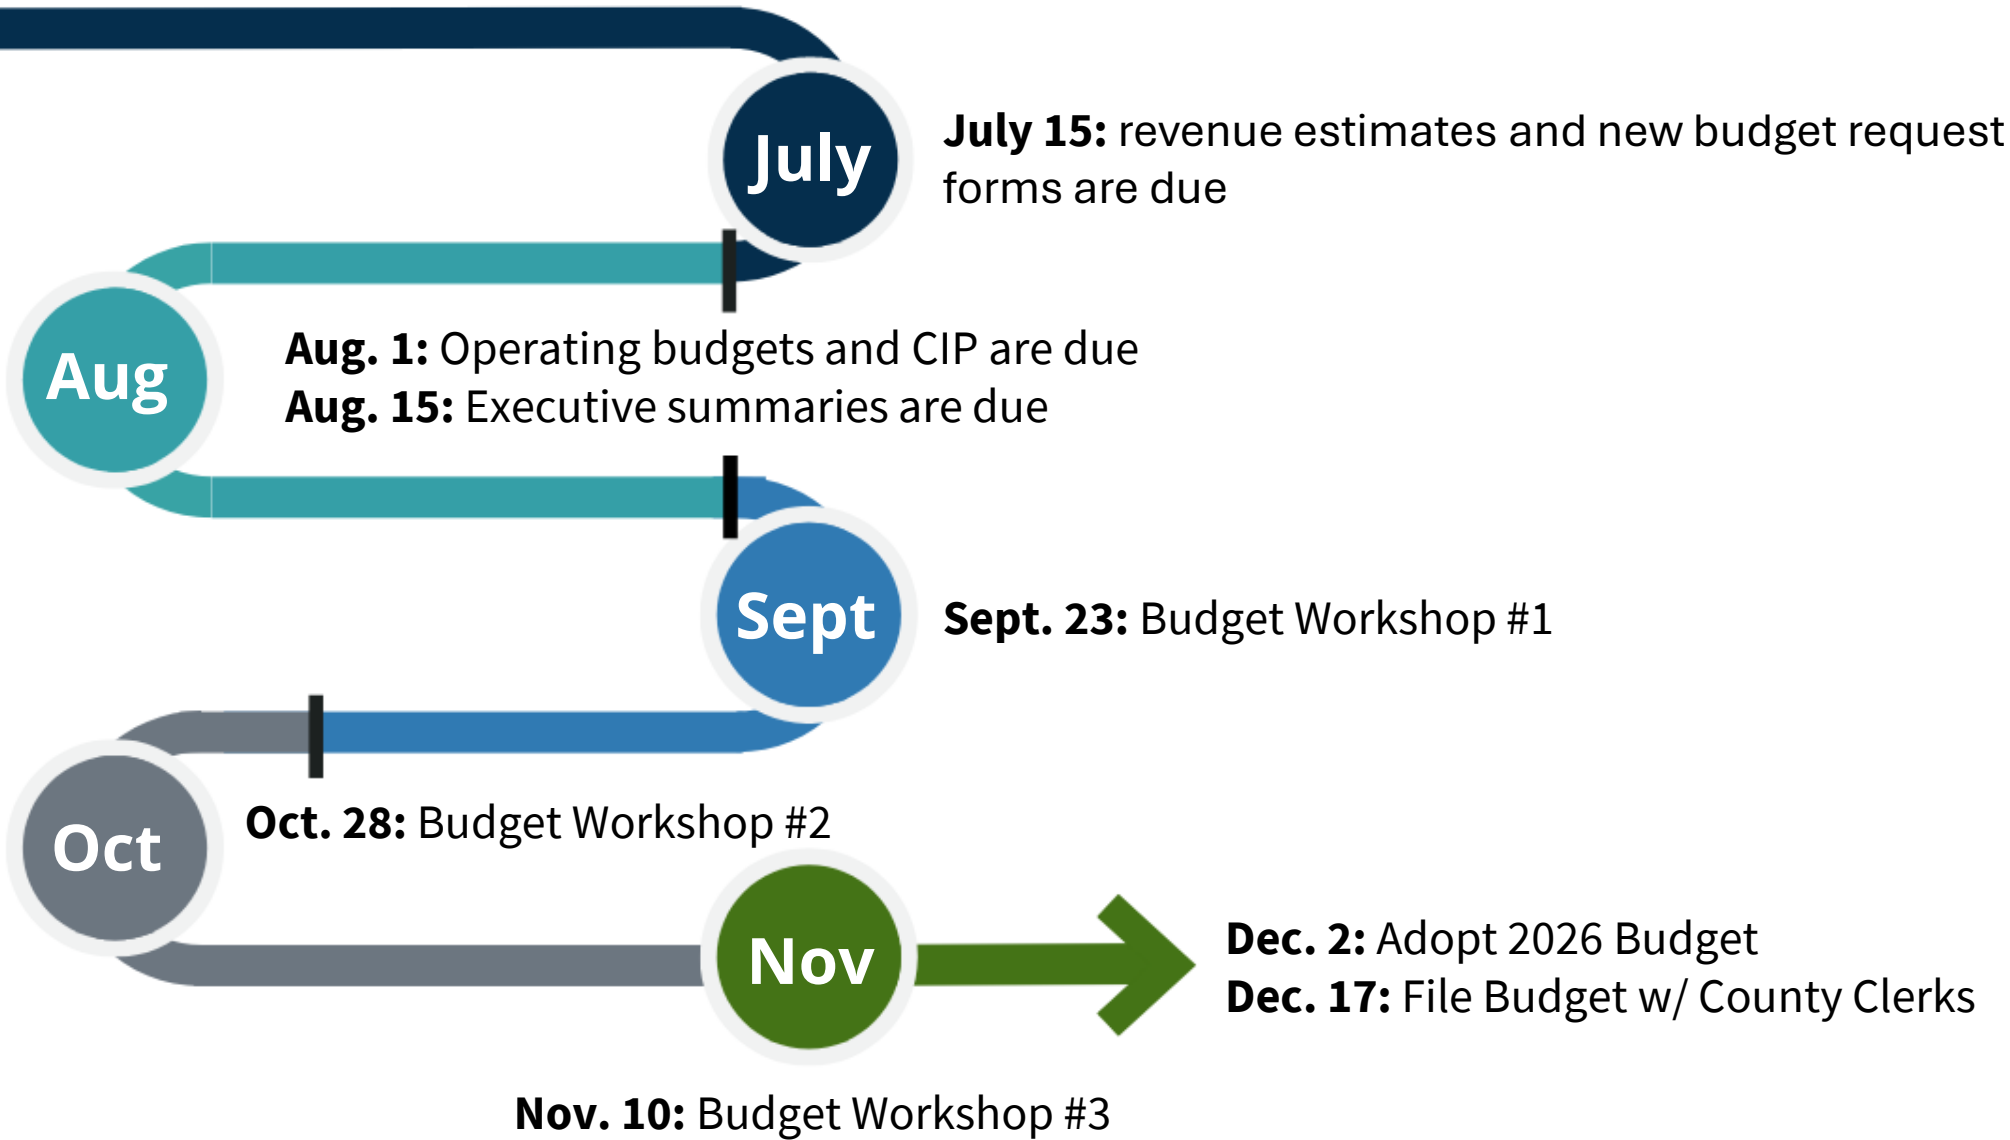 July
July 15: revenue estimates and new budget request
forms are due
Aug
Aug. 1: Operating budgets and CIP are due
Aug. 15: Executive summaries are due
Sept
Sept. 23: Budget Workshop #1
Oct
Oct. 28: Budget Workshop #2
Nov
Dec. 2: Adopt 2026 Budget
Dec. 17: File Budget w/ County Clerks
Nov. 10: Budget Workshop #3